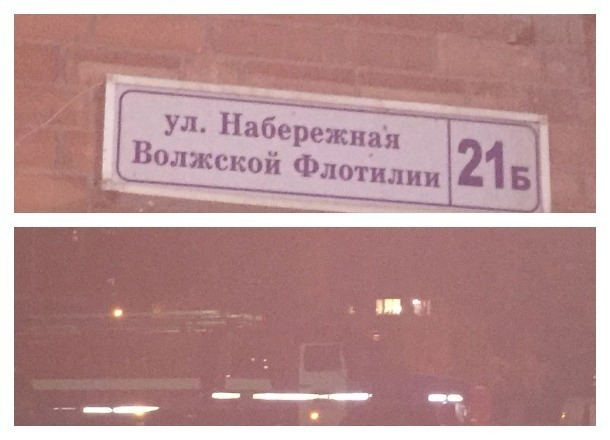 ул. Набережная
Волжской Флотилии
21Б